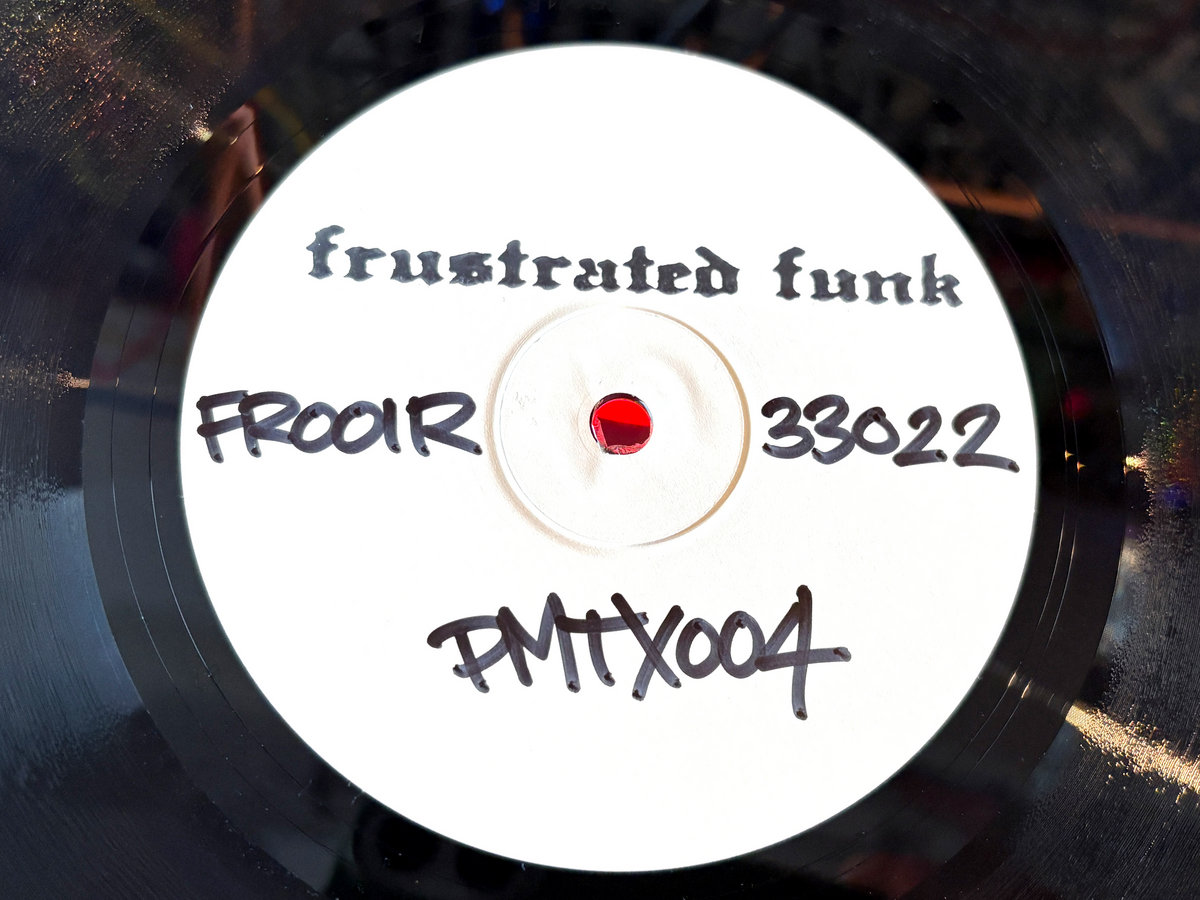 frustrated funk
FR001R 33022
PMTX004